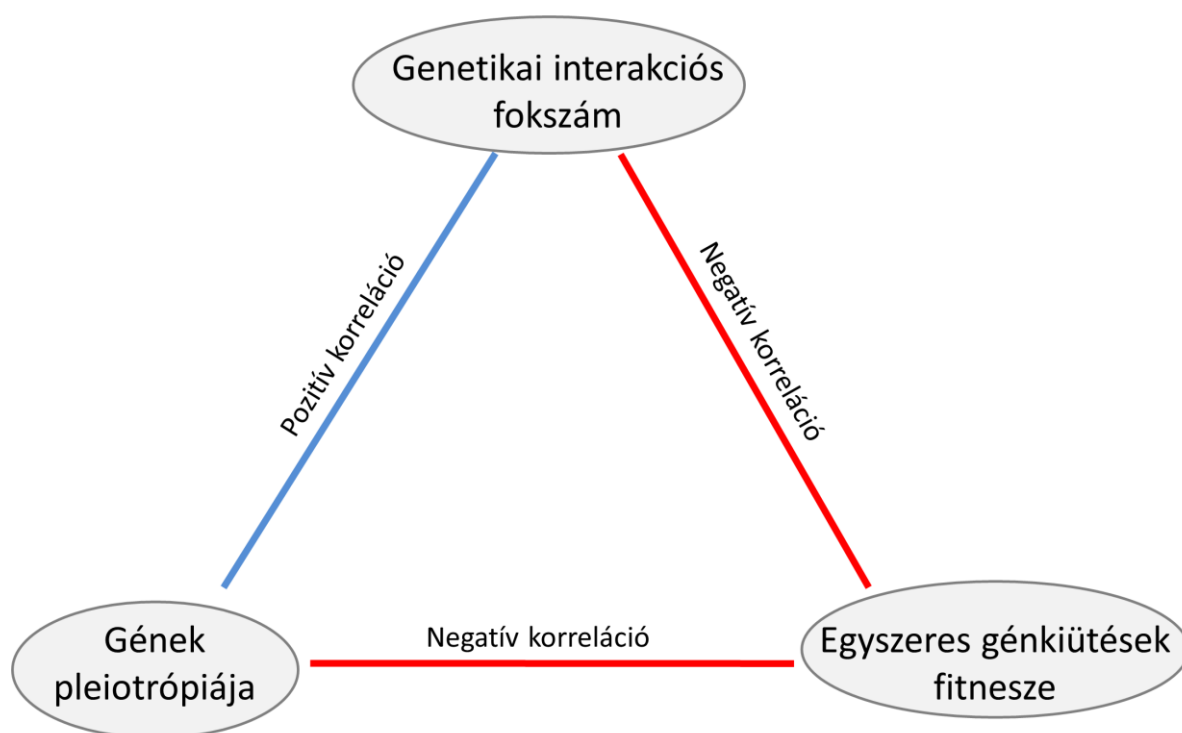 Genetikai interakciós
fokszám
Pozitív korreláció
Negatív korreláció
Negatív korreláció
Gének
pleiotrópiája
Egyszeres génkiütések
fitnesze